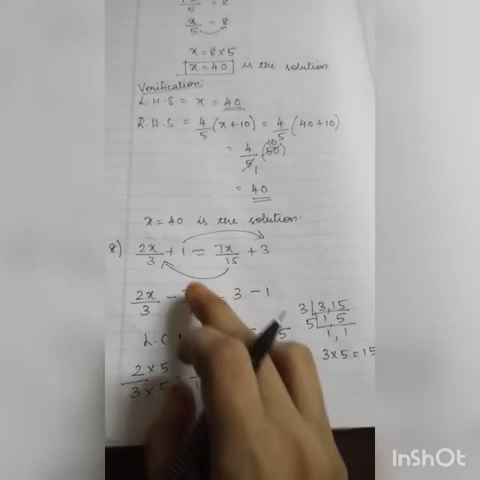 x/5 = 8
x = 8 x 5
x = 40 is the solution.
Verification
L.H.S = x = 40
R.H.S = 4/5 (x+10) = 4/5 (40+10)
= 4/5 (50) 10
1
= 40
x = 40 is the solution.
8) 2x/3 + 1 = 7x/15 + 3
2x/3 - 3 - 1
3 | 3, 15
5 | 1, 5
1, 1
3 x 5 = 15
2 x 5 / 3 x 5
InShOt